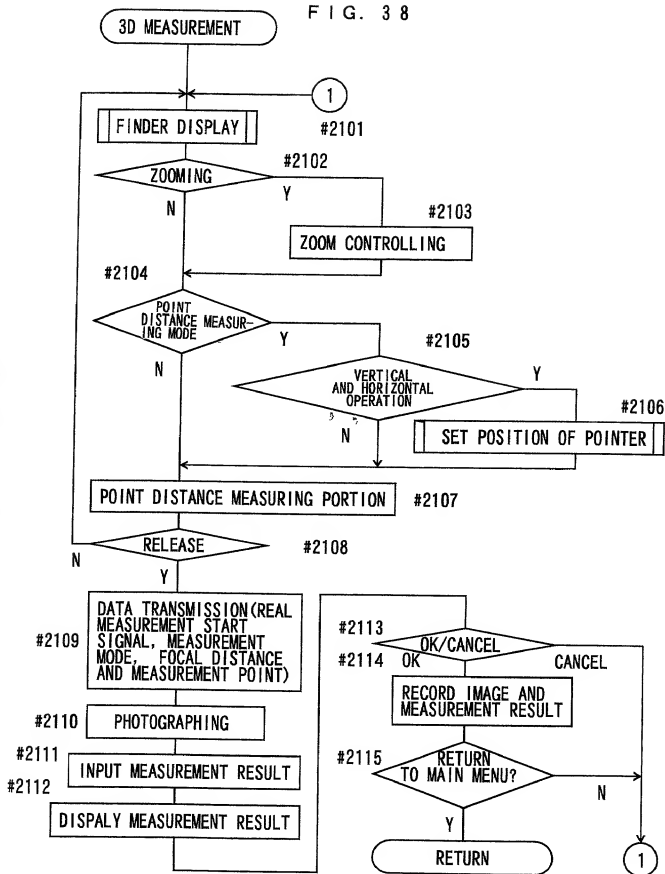 FIG. 38
3D MEASUREMENT
1
FINDER DISPLAY
#2101
#2102
ZOOMING
Y
N
#2103
ZOOM CONTROLLING
#2104
POINT
DISTANCE MEASUR-
ING MODE
Y
N
#2105
VERTICAL
AND HORIZONTAL
OPERATION
Y
N
#2106
SET POSITION OF POINTER
POINT DISTANCE MEASURING PORTION
#2107
RELEASE
#2108
N
Y
#2109
DATA TRANSMISSION(REAL
MEASUREMENT START
SIGNAL, MEASUREMENT
MODE, FOCAL DISTANCE
AND MEASUREMENT POINT)
#2110
PHOTOGRAPHING
#2111
INPUT MEASUREMENT RESULT
#2112
DISPALY MEASUREMENT RESULT
#2113
OK/CANCEL
#2114
OK
CANCEL
RECORD IMAGE AND
MEASUREMENT RESULT
#2115
RETURN
TO MAIN MENU?
N
Y
RETURN
1